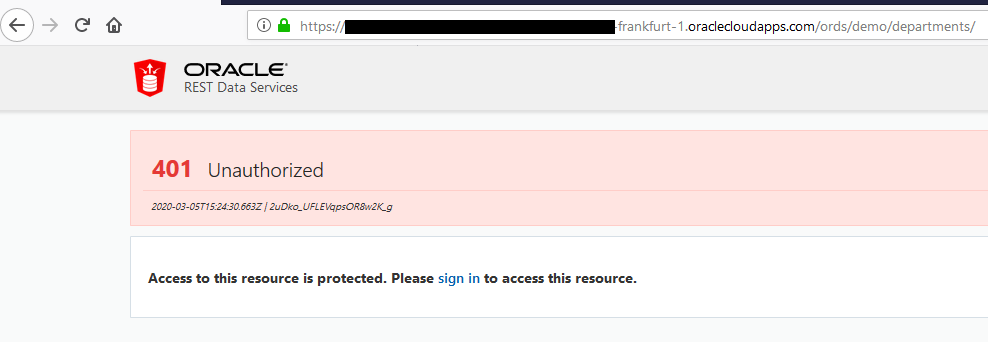 https://-frankfurt-1.oraclecloudapps.com/ords/demo/departments/
ORACLE®
REST Data Services
401 Unauthorized
2020-03-05T15:24:30.663Z | 2uDko_UFLEVqpsOR8w2K_g
Access to this resource is protected. Please sign in to access this resource.